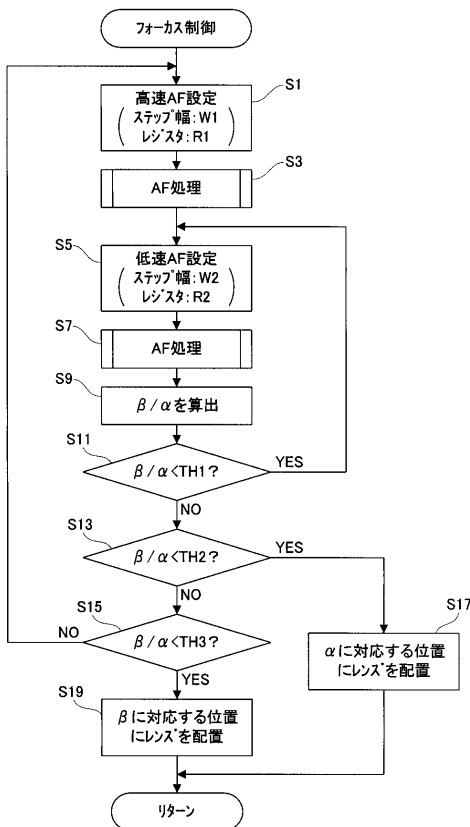 フォーカス制御
S1
高速AF設定
ステップ幅:W1
レジスタ:R1
S3
AF処理
S5
低速AF設定
ステップ幅:W2
レジスタ:R2
S7
AF処理
S9
β/αを算出
S11
β/α<TH1?
YES
NO
S13
β/α<TH2?
YES
NO
S15
NO
β/α<TH3?
YES
S17
αに対応する位置
にレンズを配置
S19
βに対応する位置
にレンズを配置
リターン